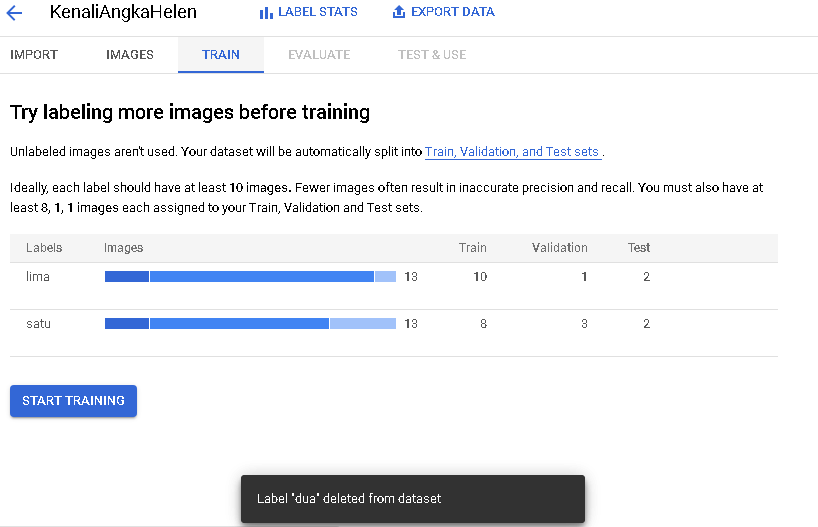 KenaliAngkaHelen LABEL STATS EXPORT DATA
IMPORT IMAGES TRAIN EVALUATE TEST & USE
Try labeling more images before training
Unlabeled images aren't used. Your dataset will be automatically split into Train, Validation, and Test sets .
Ideally, each label should have at least 10 images. Fewer images often result in inaccurate precision and recall. You must also have at
least 8, 1, 1 images each assigned to your Train, Validation and Test sets.
Labels Images Train Validation Test
lima 13 10 1 2
satu 13 8 3 2
START TRAINING
Label "dua" deleted from dataset